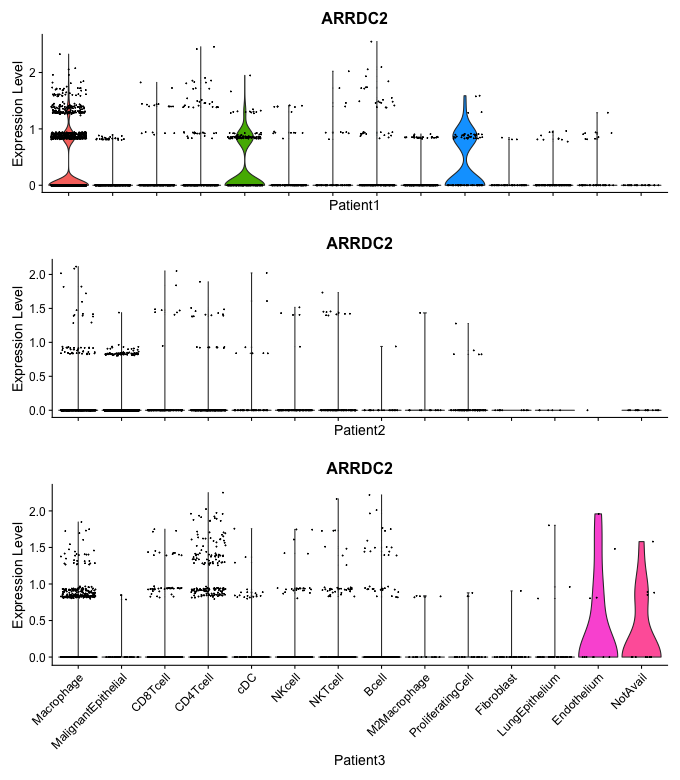 ARRDC2
Expression Level
2
1
0
Patient1
ARRDC2
Expression Level
2.0
1.5
1.0
0.5
0.0
Patient2
ARRDC2
Expression Level
2.0
1.5
1.0
0.5
0.0
Macrophage
MalignantEpithelial
CD8Tcell
CD4Tcell
cDC
NKcell
NKTcell
Bcell
M2Macrophage
ProliferatingCell
Fibroblast
LungEpithelium
Endothelium
NotAvail
Patient3